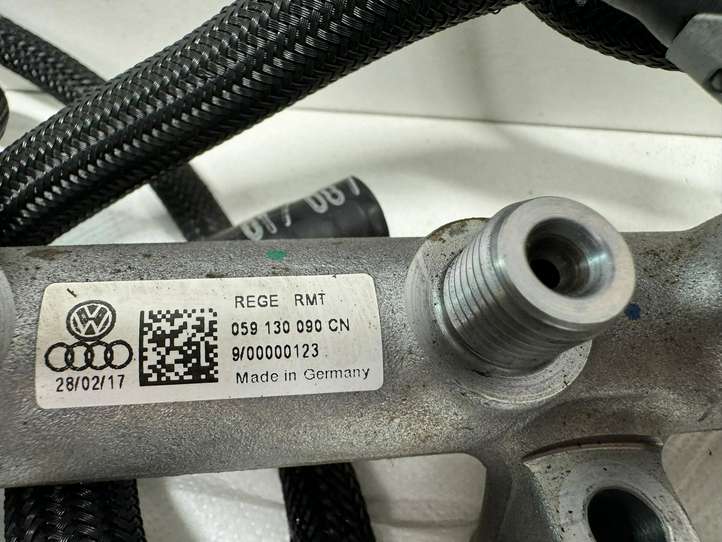 REGE RMT
059 130 090 CN
9/00000123
Made in Germany
28/02/17